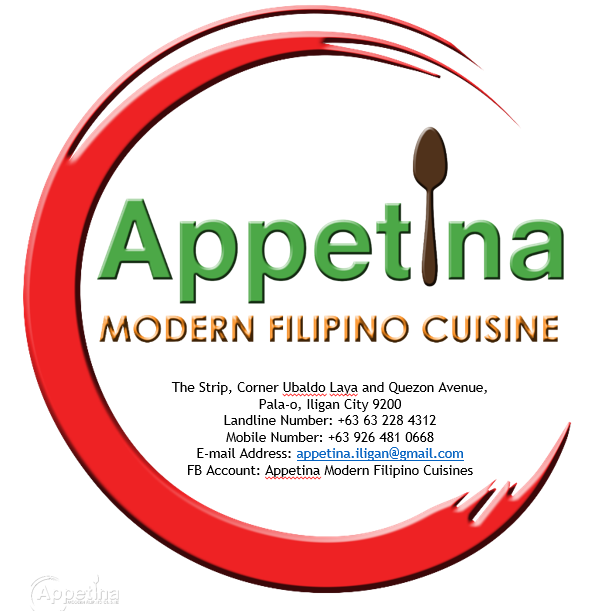 Appetina
MODERN FILIPINO CUISINE
The Strip, Corner Ubaldo Laya and Quezon Avenue,
Pala-o, Iligan City 9200
Landline Number: +63 63 228 4312
Mobile Number: +63 926 481 0668
E-mail Address: appetina.iligan@gmail.com
FB Account: Appetina Modern Filipino Cuisines
Appetina